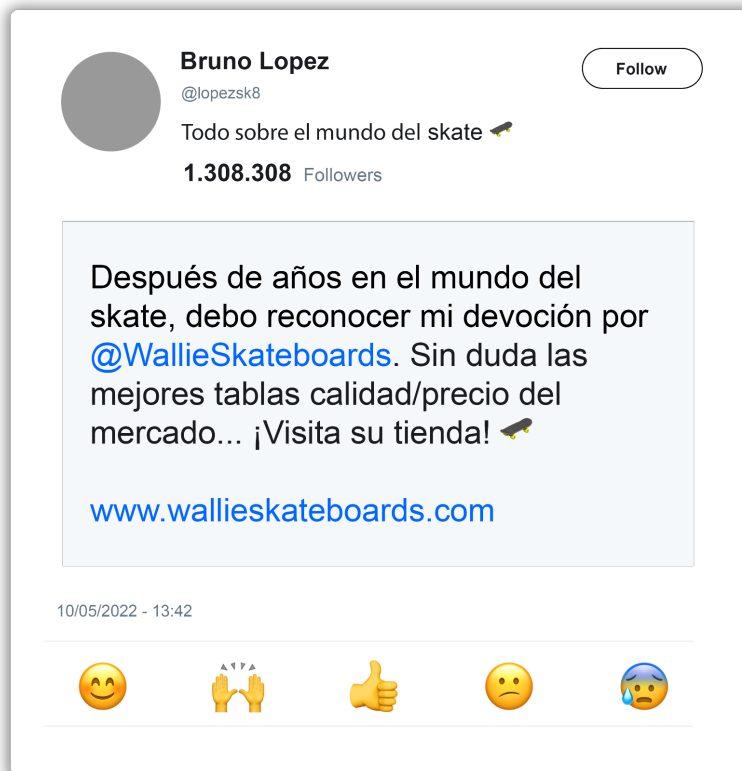 Bruno Lopez
Follow
@lopezsk8
Todo sobre el mundo del skate 🛹
1.308.308 Followers
Después de años en el mundo del
skate, debo reconocer mi devoción por
@WallieSkateboards. Sin duda las
mejores tablas calidad/precio del
mercado... ¡Visita su tienda! 🛹
www.wallieskateboards.com
10/05/2022 - 13:42